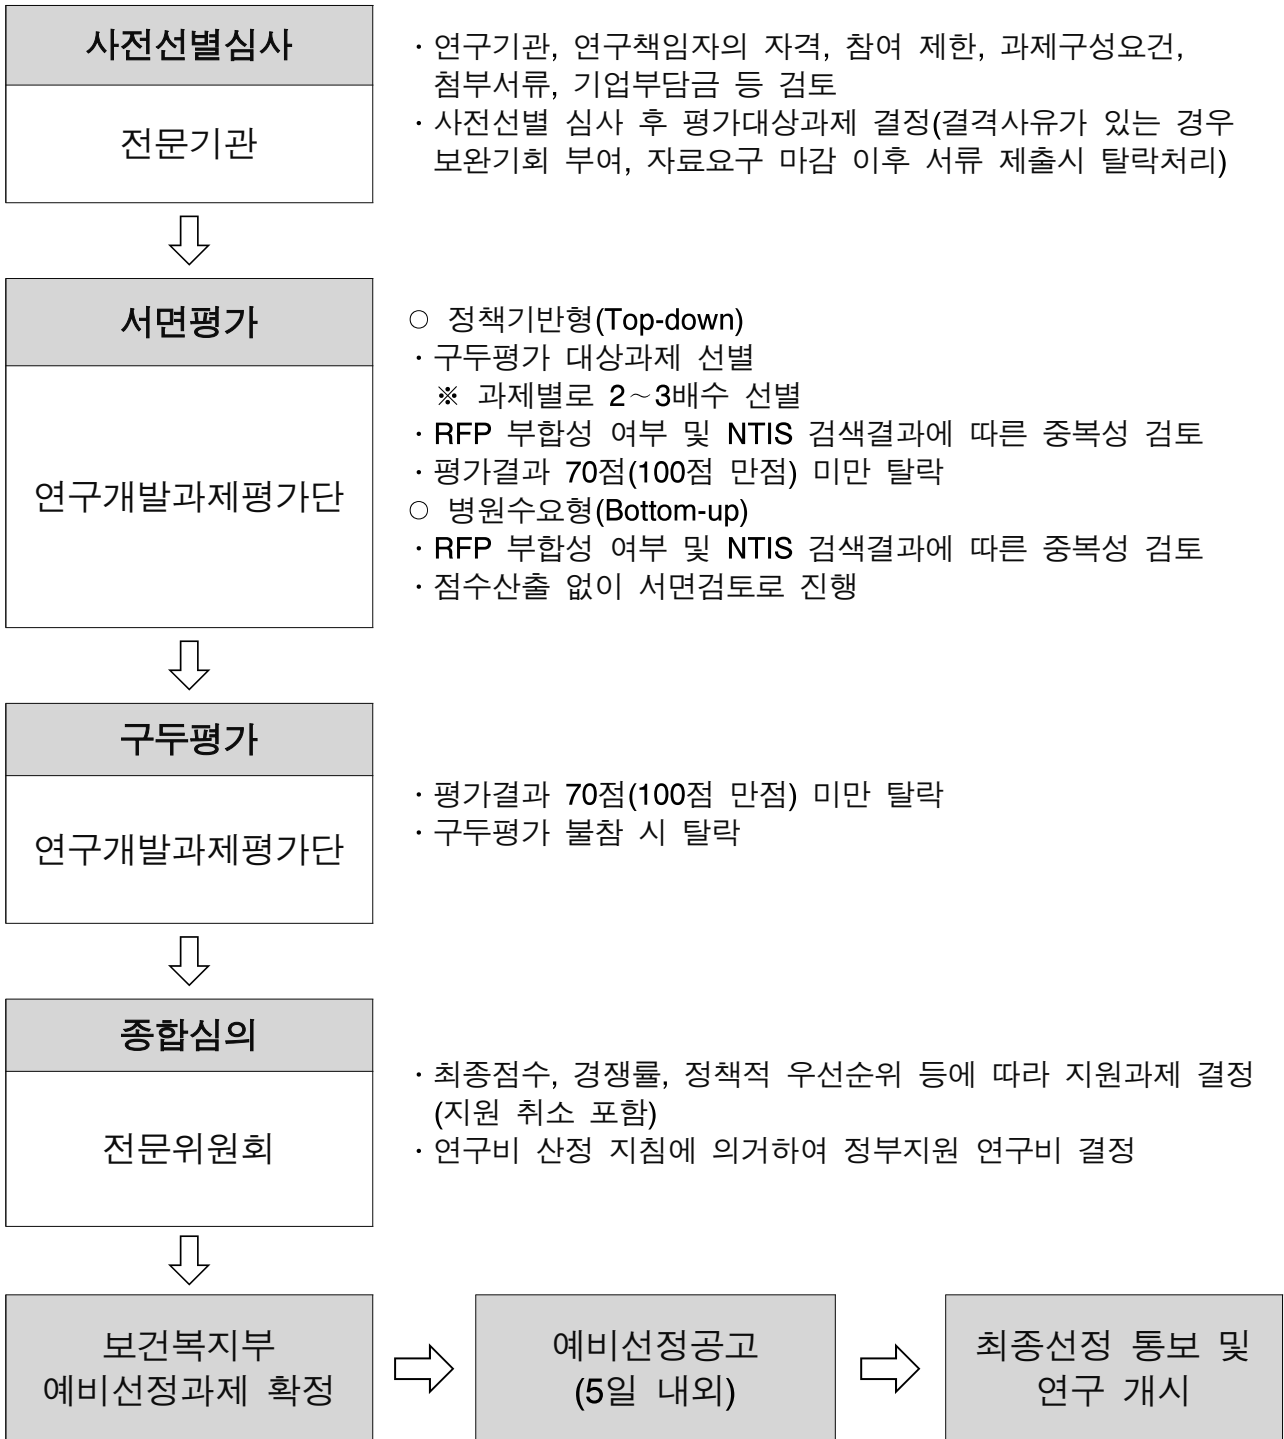 사전선별심사
전문기관
· 연구기관, 연구책임자의 자격, 참여 제한, 과제구성요건,
첨부서류, 기업부담금 등 검토
· 사전선별 심사 후 평가대상과제 결정(결격사유가 있는 경우
보완기회 부여, 자료요구 마감 이후 서류 제출시 탈락처리)
서면평가
연구개발과제평가단
○ 정책기반형(Top-down)
· 구두평가 대상과제 선별
※ 과제별로 2～3배수 선별
· RFP 부합성 여부 및 NTIS 검색결과에 따른 중복성 검토
· 평가결과 70점(100점 만점) 미만 탈락
○ 병원수요형(Bottom-up)
· RFP 부합성 여부 및 NTIS 검색결과에 따른 중복성 검토
· 점수산출 없이 서면검토로 진행
구두평가
연구개발과제평가단
· 평가결과 70점(100점 만점) 미만 탈락
· 구두평가 불참 시 탈락
종합심의
전문위원회
· 최종점수, 경쟁률, 정책적 우선순위 등에 따라 지원과제 결정
(지원 취소 포함)
· 연구비 산정 지침에 의거하여 정부지원 연구비 결정
보건복지부
예비선정과제 확정
예비선정공고
(5일 내외)
최종선정 통보 및
연구 개시